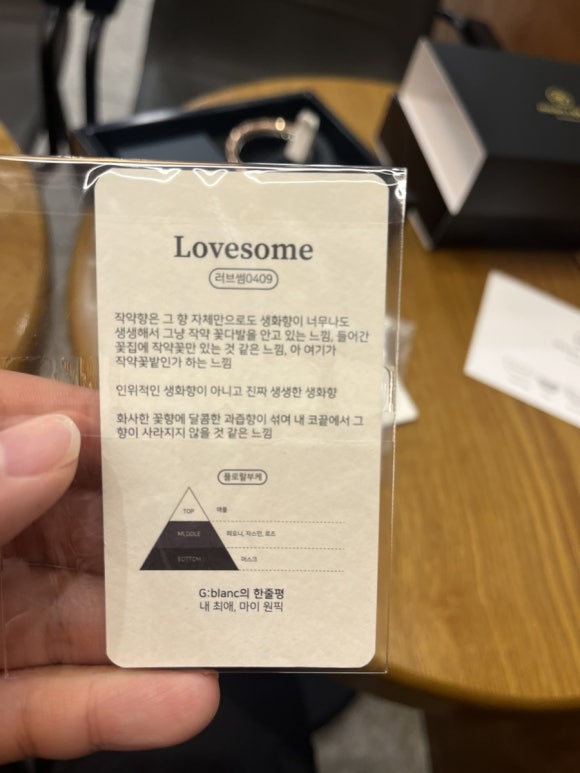 Lovesome
러브썸0409
작약향은 그 향 자체만으로도 생화향이 너무나도
생생해서 그냥 작약 꽃다발을 안고 있는 느낌, 들어간
꽃집에 작약꽃만 있는 것 같은 느낌, 아 여기가
작약꽃밭인가 하는 느낌
인위적인 생화향이 아니고 진짜 생생한 생화향
화사한 꽃향에 달콤한 과즙향이 섞여 내 코끝에서 그
향이 사라지지 않을 것 같은 느낌
플로랄부케
TOP 애플
MIDDLE 피오니, 자스민, 로즈
BOTTOM 머스크
G:blanc의 한줄평
내 최애, 마이 원픽